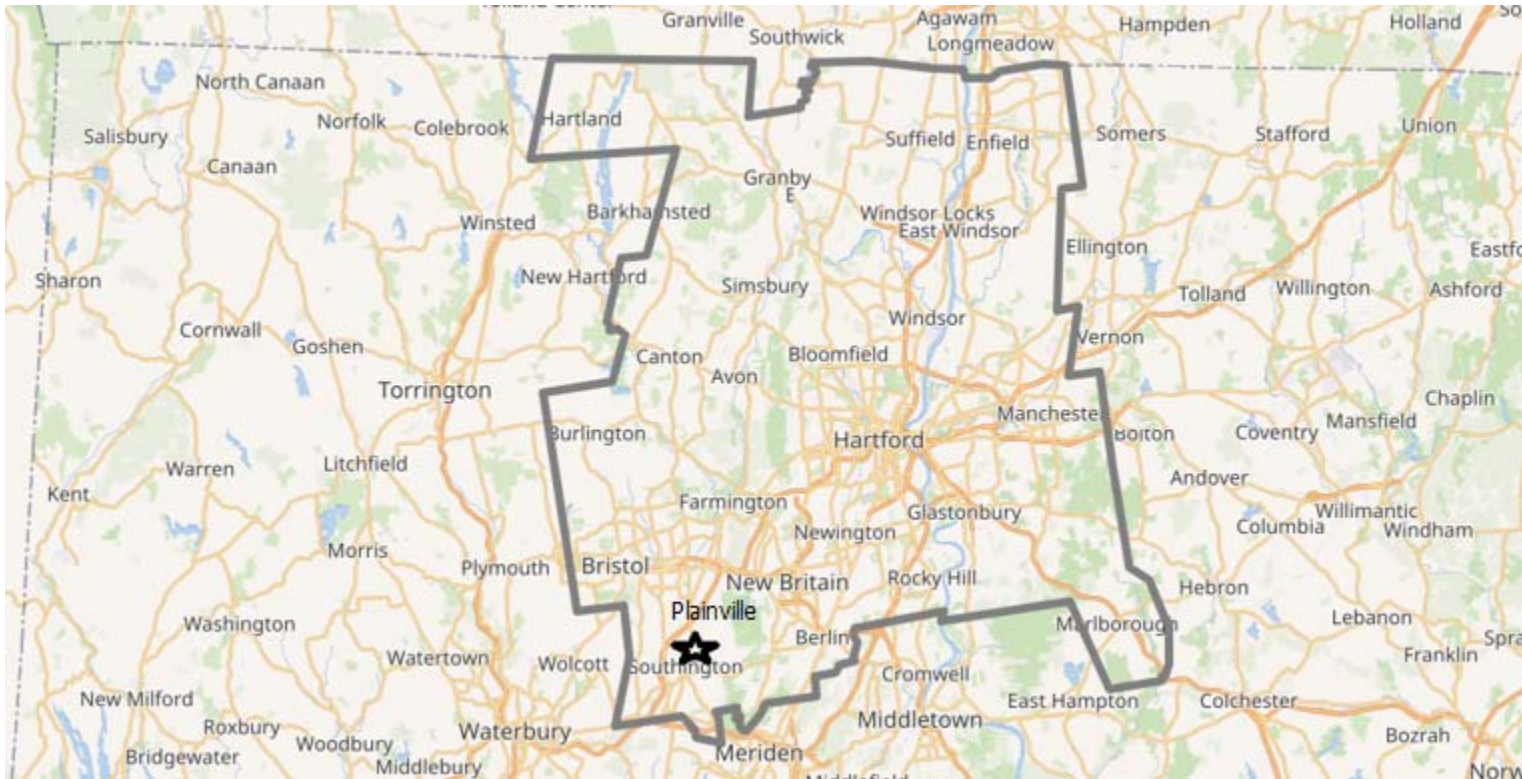 Granville
Agawam
Hampden
Holland
Southwick
Longmeadow
North Canaan
Norfolk
Colebrook
Hartland
Salisbury
Suffield
Enfield
Somers
Stafford
Union
Canaan
Granby
E
Winsted
Barkhamsted
Windsor Locks
East Windsor
Ellington
Sharon
New Hartford
Simsbury
Tolland
Willington
Ashford
Cornwall
Goshen
Windsor
Vernon
Canton
Bloomfield
Avon
Torrington
Chaplin
Manchester
Mansfield
Burlington
Hartford
Bolton
Coventry
Warren
Litchfield
Andover
Kent
Farmington
Glastonbury
Willimantic
Newington
Columbia
Windham
Morris
Plymouth
Bristol
New Britain
Rocky Hill
Hebron
Plainville
Washington
Berlin
Marlborough
Lebanon
Watertown
Wolcott
Southington
Cromwell
Franklin
New Milford
East Hampton
Colchester
Roxbury
Waterbury
Middletown
Woodbury
Meriden
Bozrah
Bridgewater
Middlebury